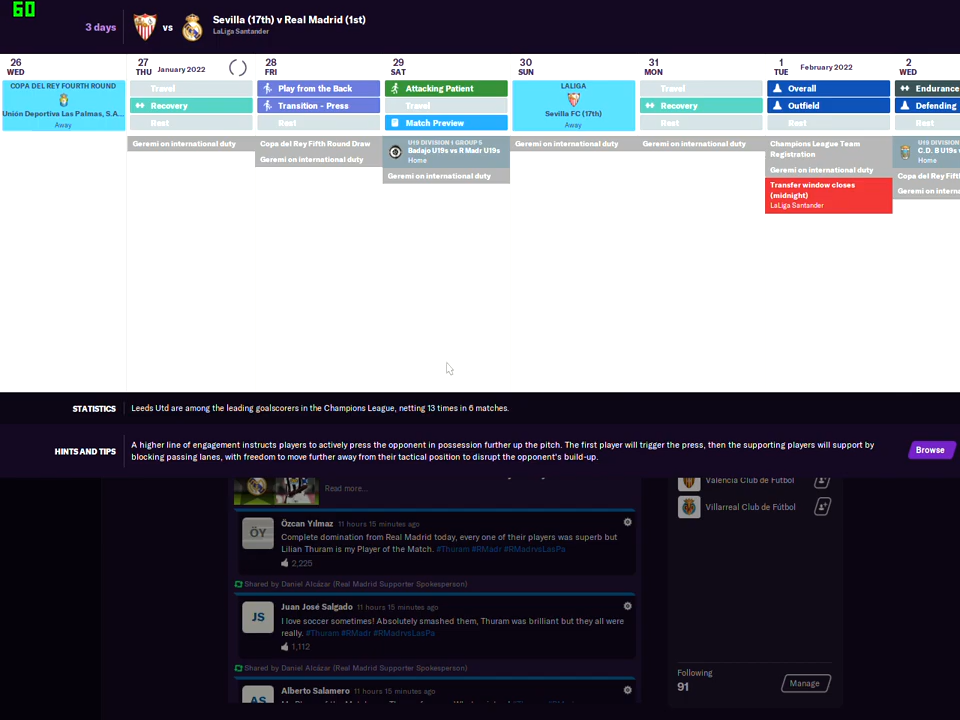 60
3 days
vs
Sevilla (17th) v Real Madrid (1st)
LaLiga Santander
26
WED
27
THU January 2022
28
FRI
29
SAT
30
SUN
31
MON
1
TUE February 2022
2
WED
COPA DEL REY FOURTH ROUND
Unión Deportiva Las Palmas, S.A...
Away
Travel
Recovery
Rest
Geremi on international duty
Play from the Back
Transition - Press
Rest
Copa del Rey Fifth Round Draw
Geremi on international duty
Attacking Patient
Travel
Match Preview
U19 DIVISION 1 GROUP 5
Badajo U19s vs R Madr U19s
Home
Geremi on international duty
LALIGA
Sevilla FC (17th)
Away
Geremi on international duty
Travel
Recovery
Rest
Geremi on international duty
Overall
Outfield
Rest
Champions League Team
Registration
Geremi on international duty
Transfer window closes
(midnight)
LaLiga Santander
Endurance
Defending
Rest
U19 DIVISION
C.D. B U19s v
Home
Copa del Rey Fift
Geremi on interna
STATISTICS
Leeds Utd are among the leading goalscorers in the Champions League, netting 13 times in 6 matches.
HINTS AND TIPS
A higher line of engagement instructs players to actively press the opponent in possession further up the pitch. The first player will trigger the press, then the supporting players will support by
blocking passing lanes, with freedom to move further away from their tactical position to disrupt the opponent's build-up.
Browse
Read more...
Valencia Club de Fútbol
Villarreal Club de Fútbol
ÖY
Özcan Yılmaz 11 hours 15 minutes ago
Complete domination from Real Madrid today, every one of their players was superb but
Lilian Thuram is my Player of the Match. #Thuram #RMadr #RMadrvsLasPa
2,225
Shared by Daniel Alcázar (Real Madrid Supporter Spokesperson)
JS
Juan José Salgado 11 hours 15 minutes ago
I love soccer sometimes! Absolutely smashed them, Thuram was brilliant but they all were
really. #Thuram #RMadr #RMadrvsLasPa
1,112
Shared by Daniel Alcázar (Real Madrid Supporter Spokesperson)
AS
Alberto Salamero 11 hours 15 minutes ago
Following
91
Manage